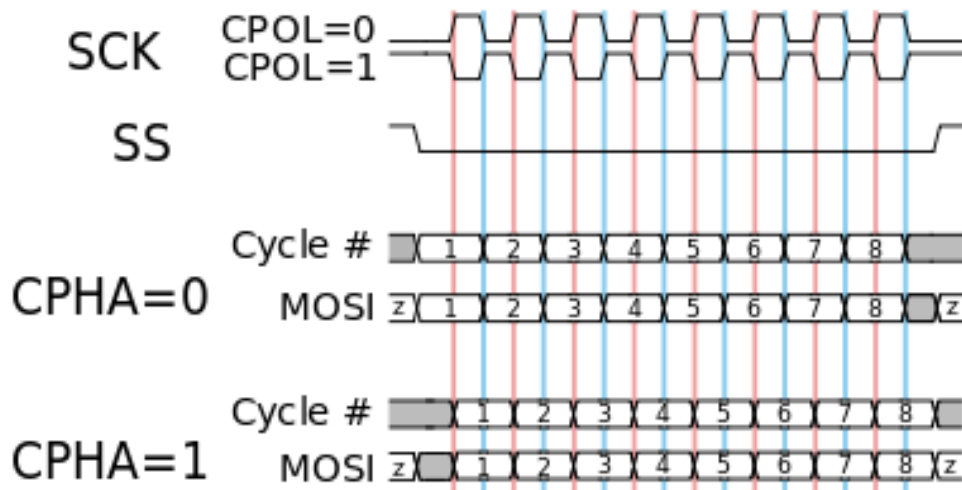 SCK CPOL=0
CPOL=1
SS
Cycle # 1 2 3 4 5 6 7 8
CPHA=0
MOSI z 1 2 3 4 5 6 7 8 z
Cycle # 1 2 3 4 5 6 7 8
CPHA=1
MOSI z 1 2 3 4 5 6 7 8 z